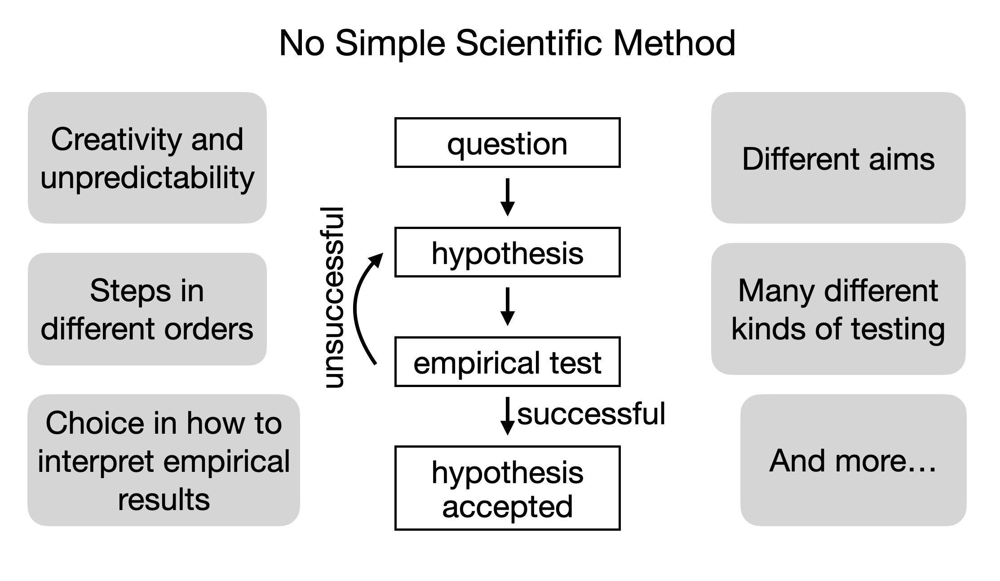 No Simple Scientific Method
Creativity and
unpredictability
Steps in
different orders
Choice in how to
interpret empirical
results
question
hypothesis
unsuccessful
empirical test
successful
hypothesis
accepted
Different aims
Many different
kinds of testing
And more…